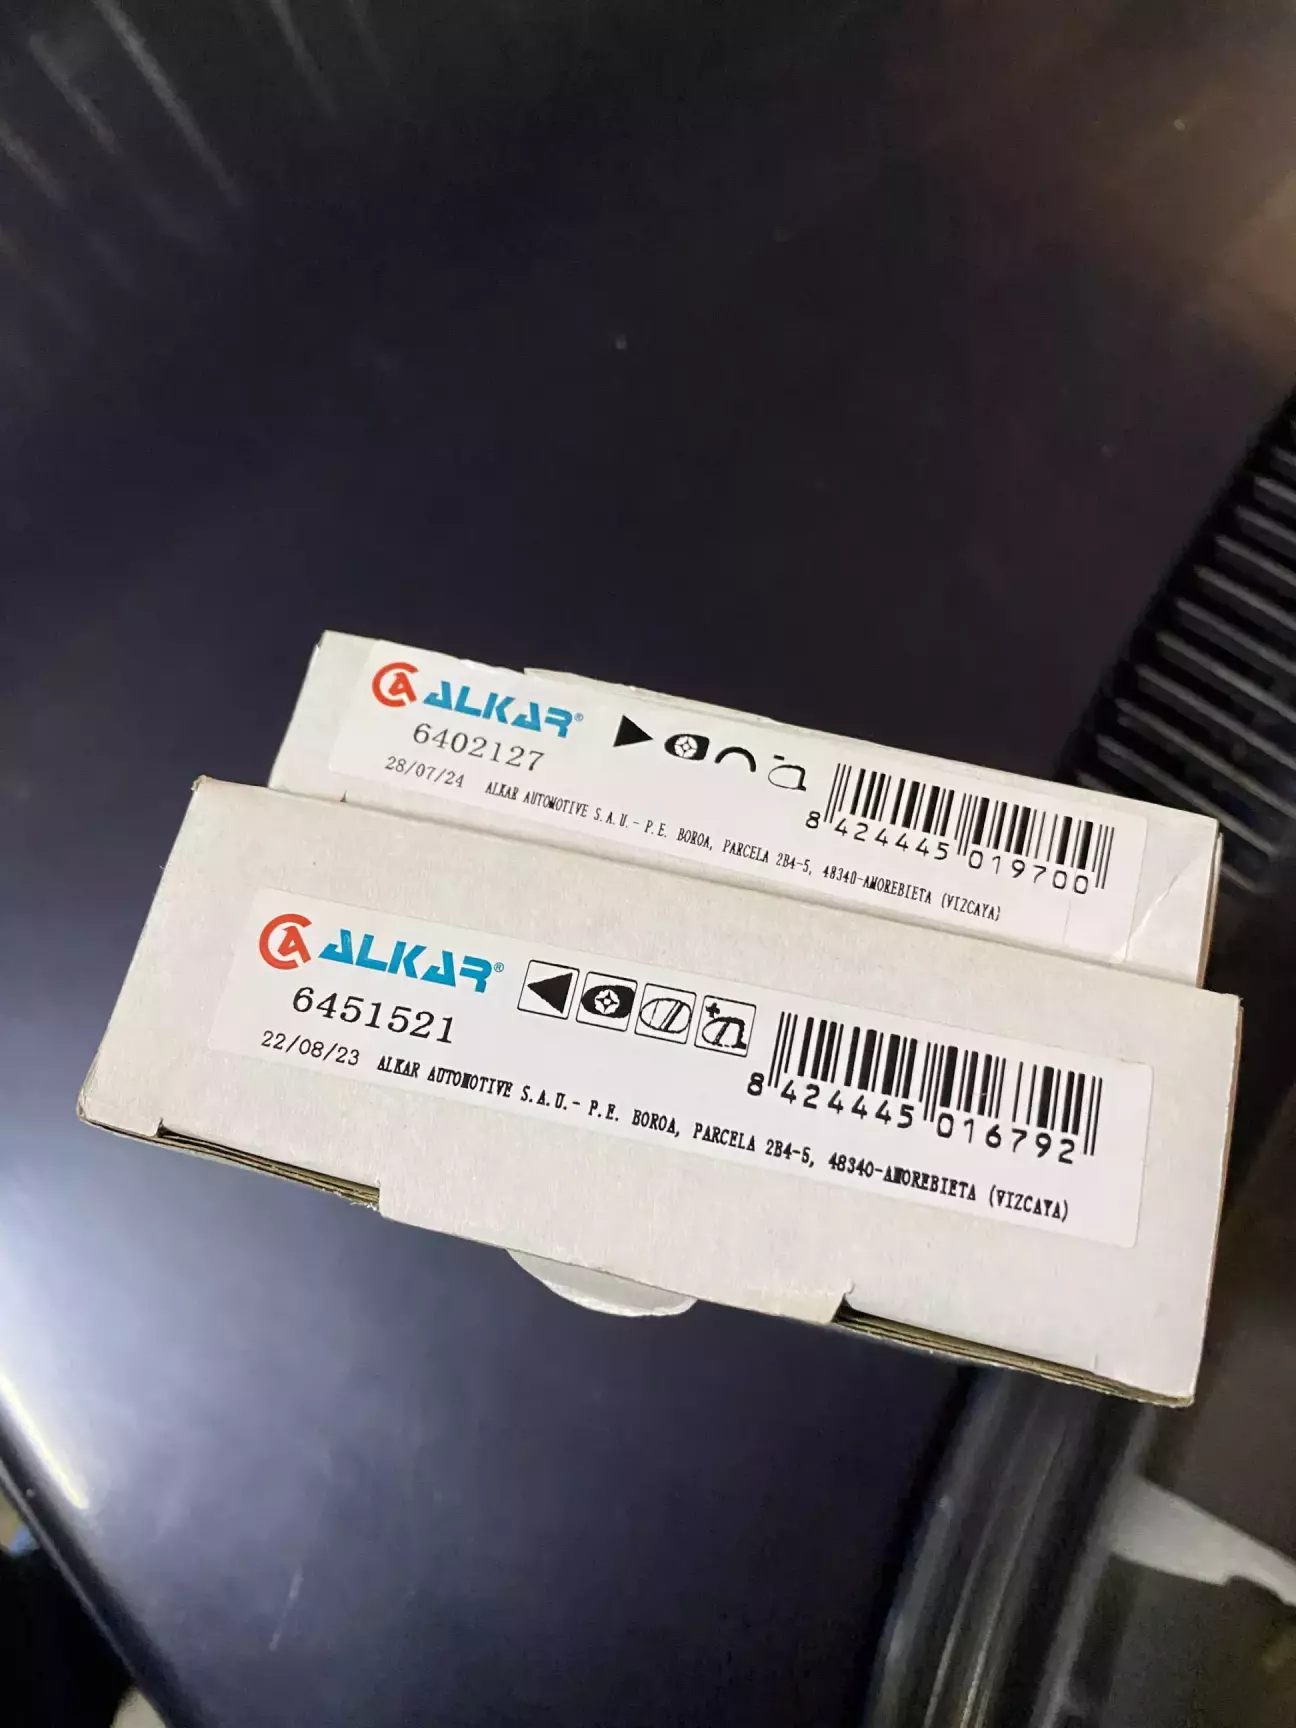 ALKAR®
6402127
28/07/24 ALKAR AUTOMOTIVE S.A.U.- P.E. BOROA, PARCELA 2B4-5, 48340-AMOREBIETA (VIZCAYA)
8 424445 019700
ALKAR®
6451521
22/08/23 ALKAR AUTOMOTIVE S.A.U.- P.E. BOROA, PARCELA 2B4-5, 48340-AMOREBIETA (VIZCAYA)
8 424445 016792